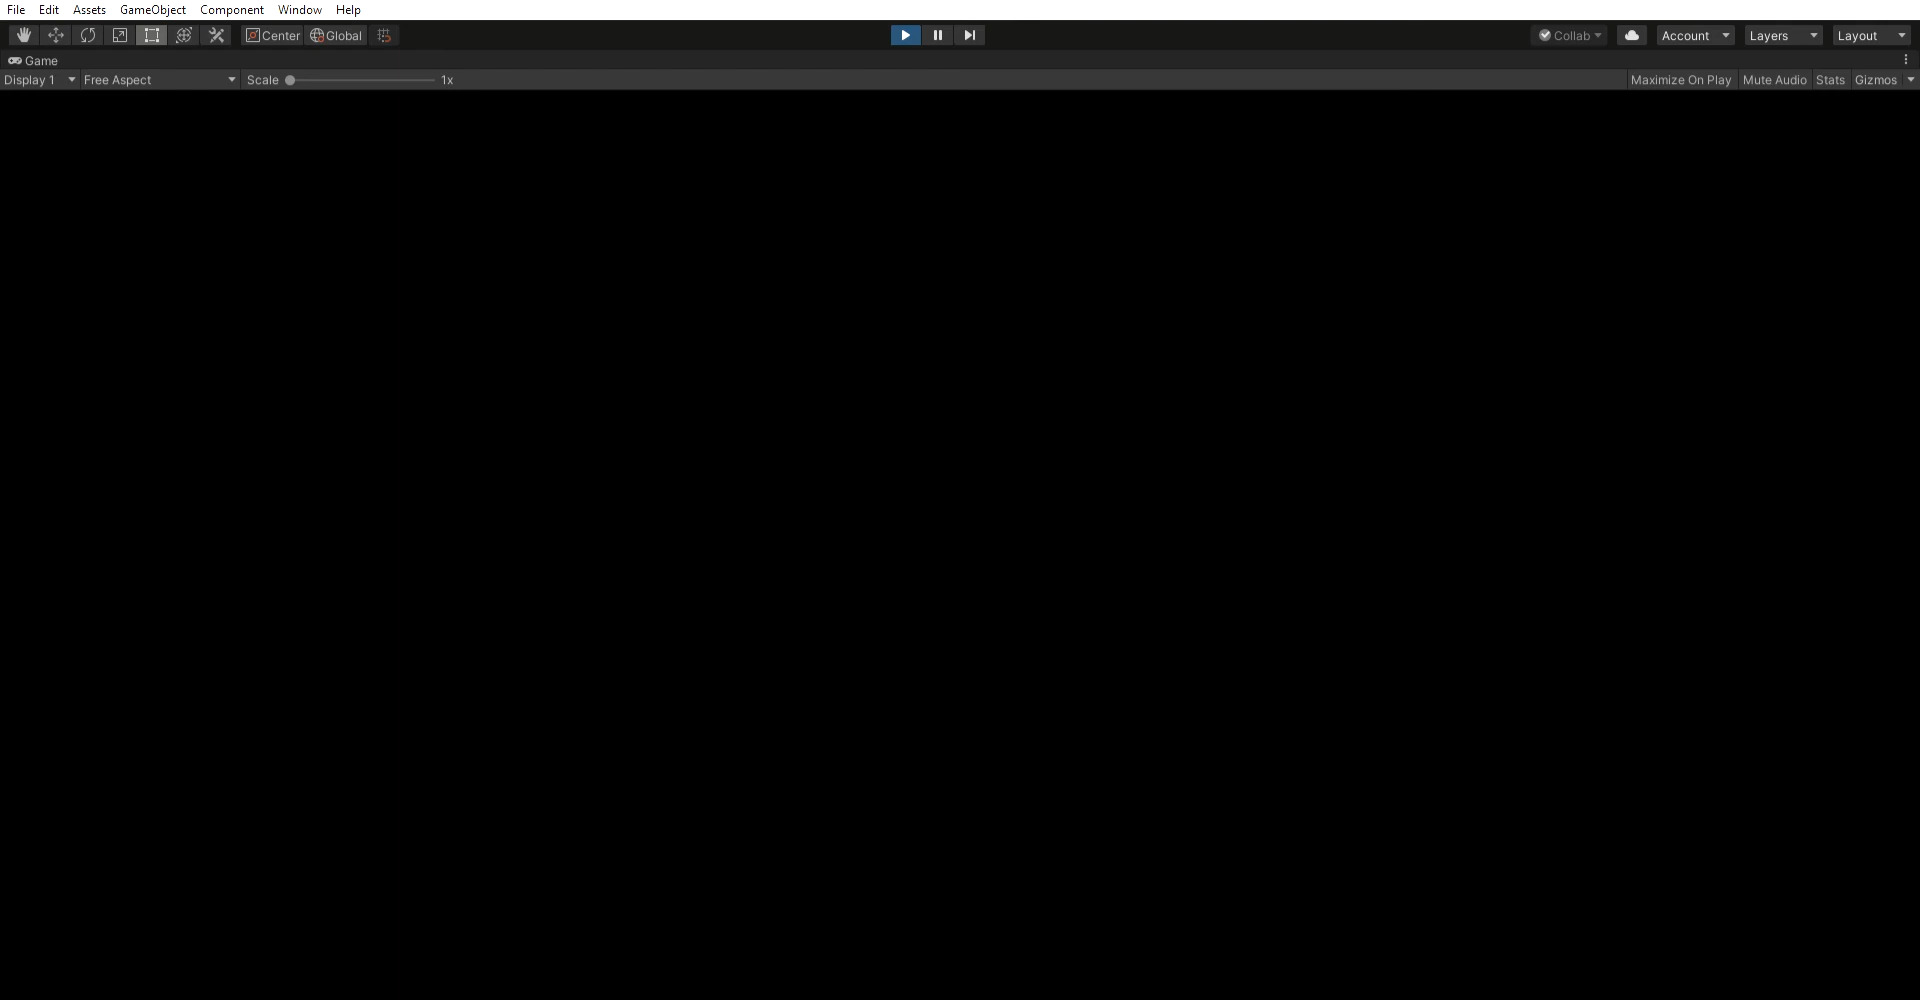 File Edit Assets GameObject Component Window Help
Center Global Collab Account Layers Layout
Game
Display 1 Free Aspect Scale 1x Maximize On Play Mute Audio Stats Gizmos